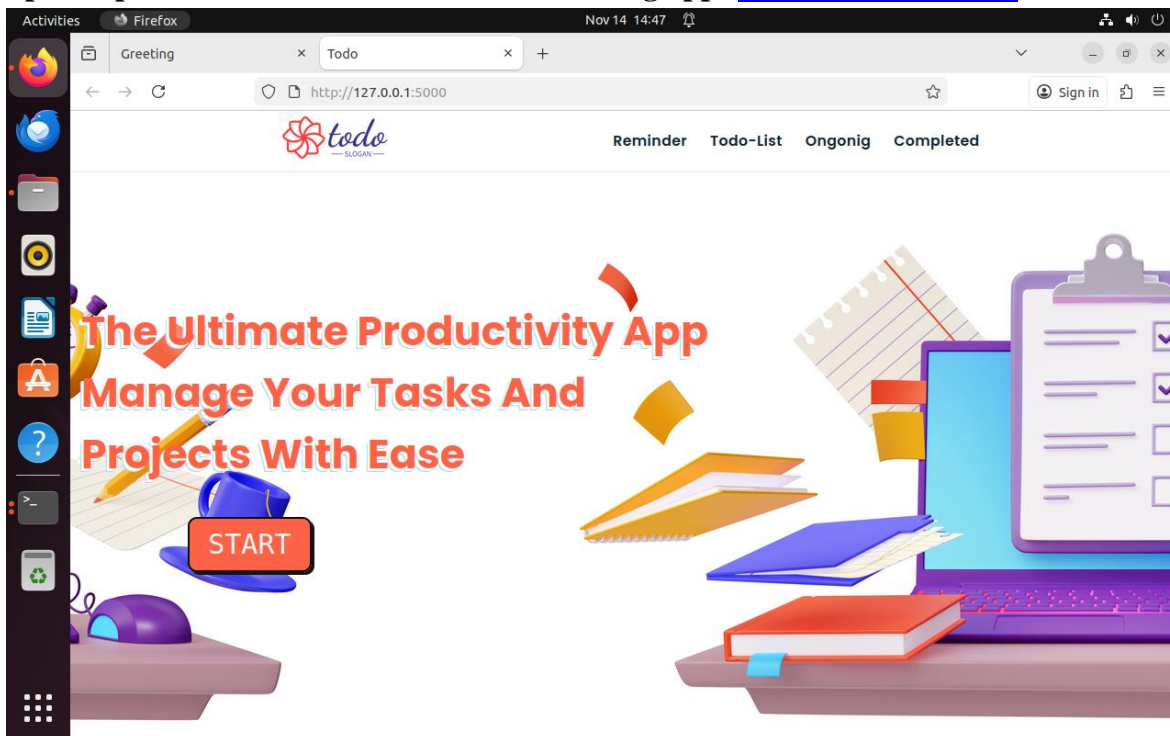 Activities Firefox Nov 14 14:47
Greeting × Todo × +
http://127.0.0.1:5000 Sign in
todo
SLOGAN
Reminder Todo-List Ongonig Completed
The Ultimate Productivity App
Manage Your Tasks And
Projects With Ease
START